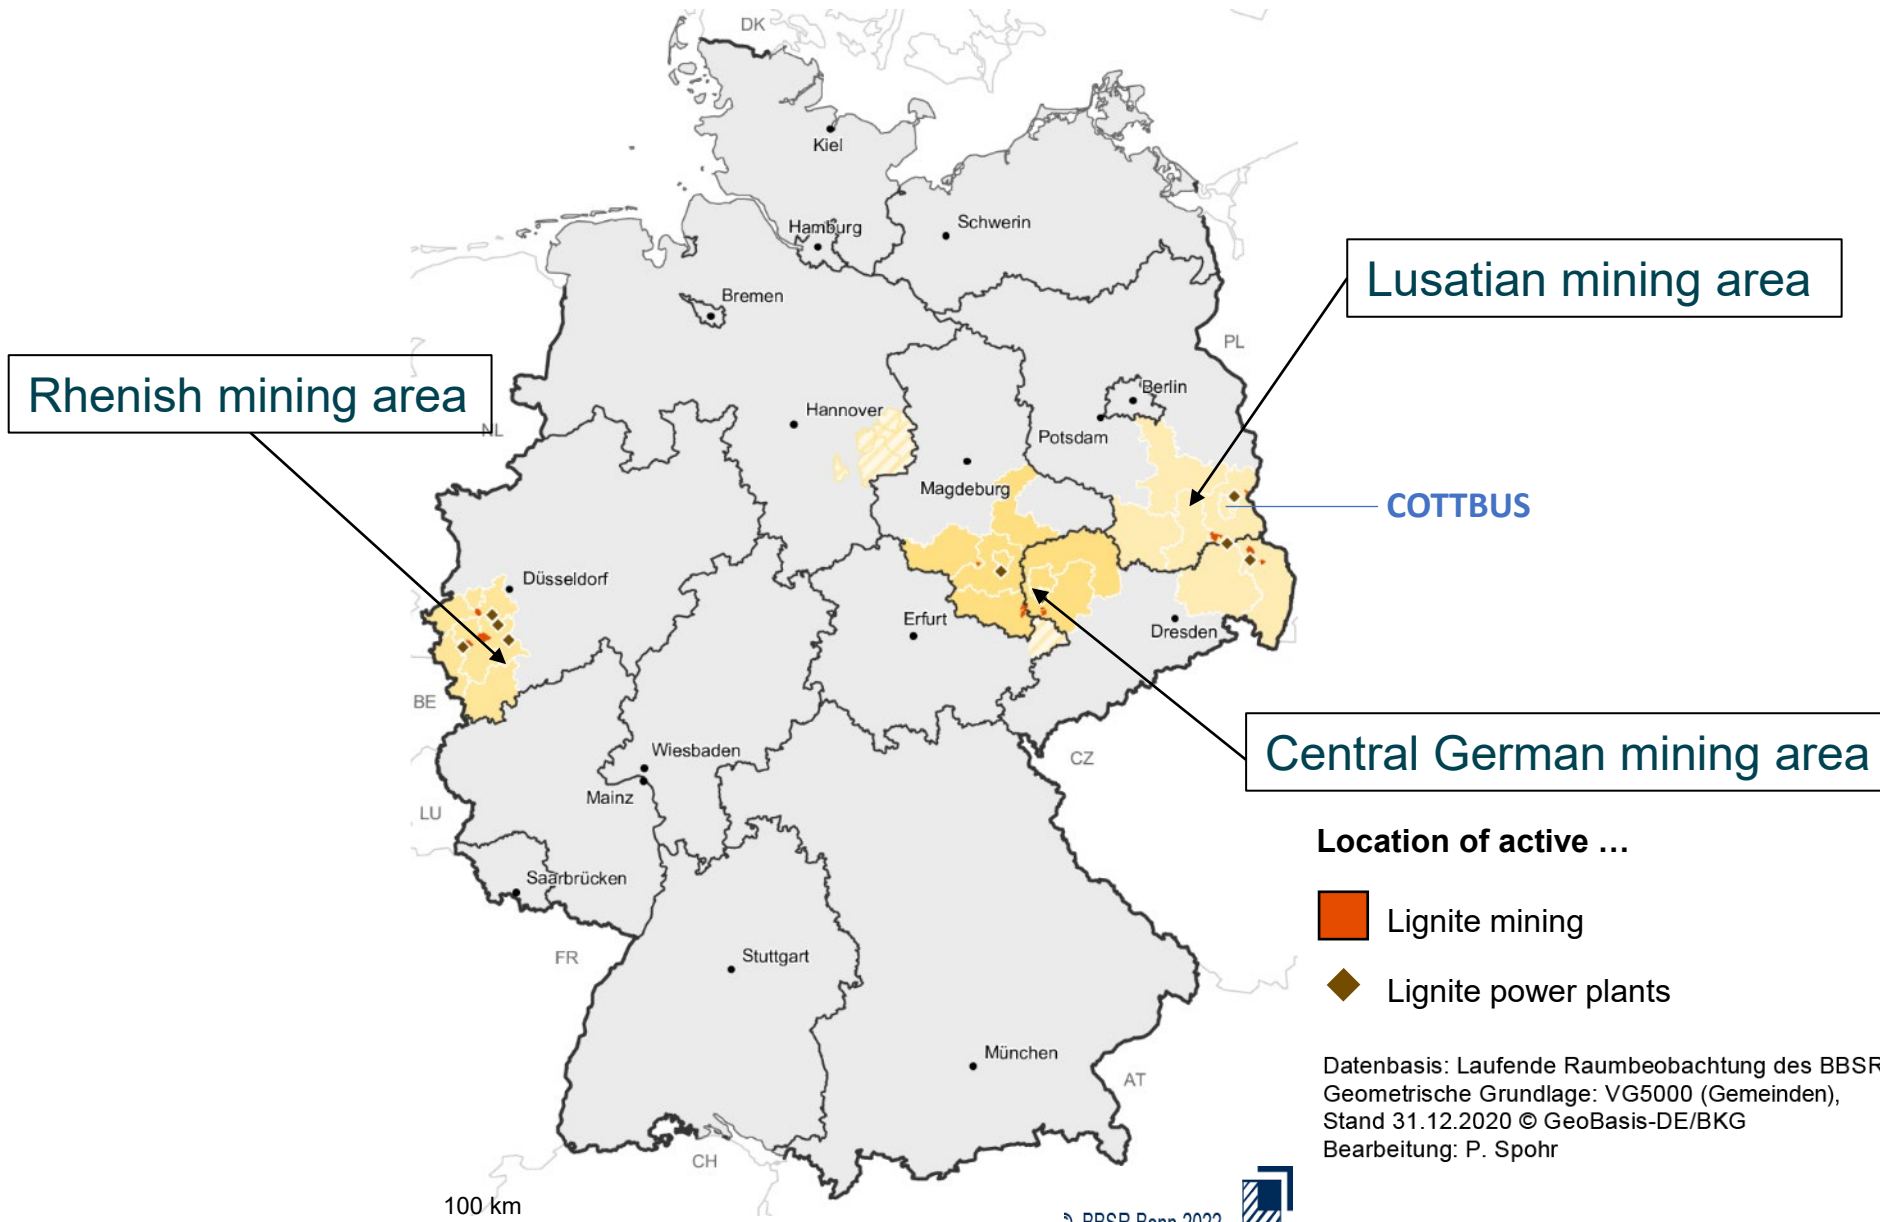 DK
Kiel
Hamburg
Schwerin
Lusatian mining area
Bremen
PL
Rhenish mining area
Berlin
NL
Hannover
Potsdam
Magdeburg
COTTBUS
Düsseldorf
Erfurt
Dresden
BE
Wiesbaden
CZ
Central German mining area
Mainz
LU
Location of active …
Saarbrücken
Lignite mining
FR
Stuttgart
Lignite power plants
München
AT
Datenbasis: Laufende Raumbeobachtung des BBSR
Geometrische Grundlage: VG5000 (Gemeinden),
Stand 31.12.2020 © GeoBasis-DE/BKG
Bearbeitung: P. Spohr
CH
100 km
BBSR Bonn 2022